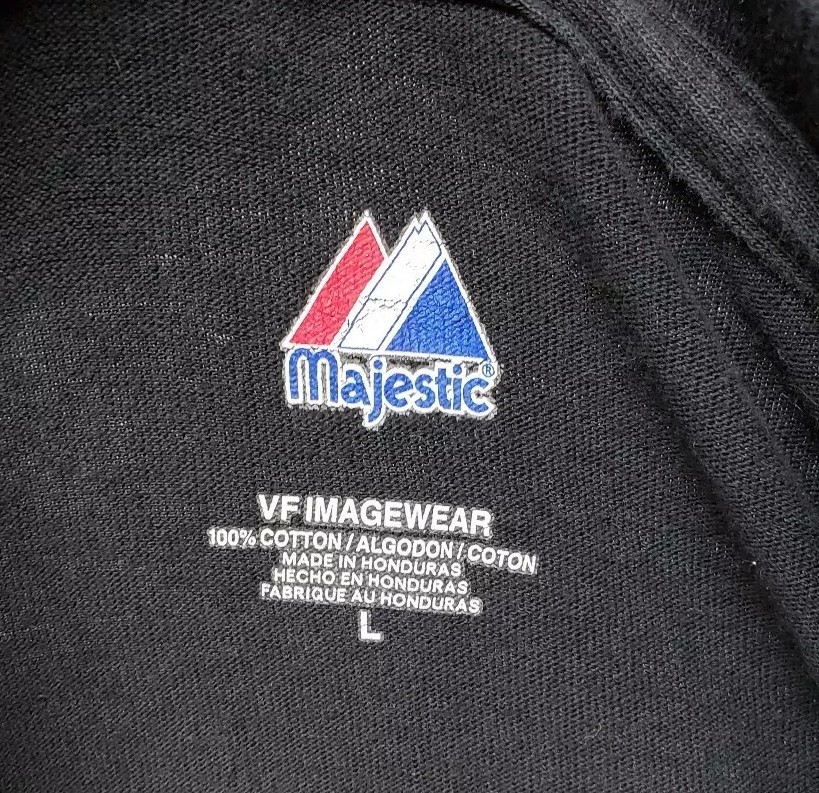 Majestic®
VF IMAGEWEAR
100% COTTON / ALGODON / COTON
MADE IN HONDURAS
HECHO EN HONDURAS
FABRIQUE AU HONDURAS
L